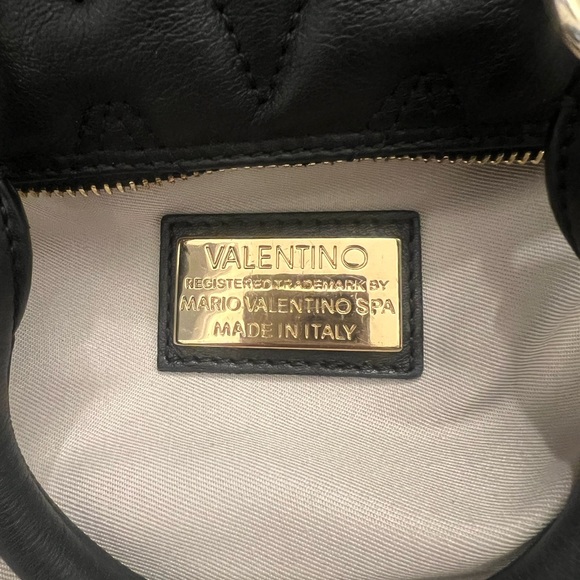 VALENTINO
REGISTERED TRADEMARK BY
MARIO VALENTINO SPA
MADE IN ITALY